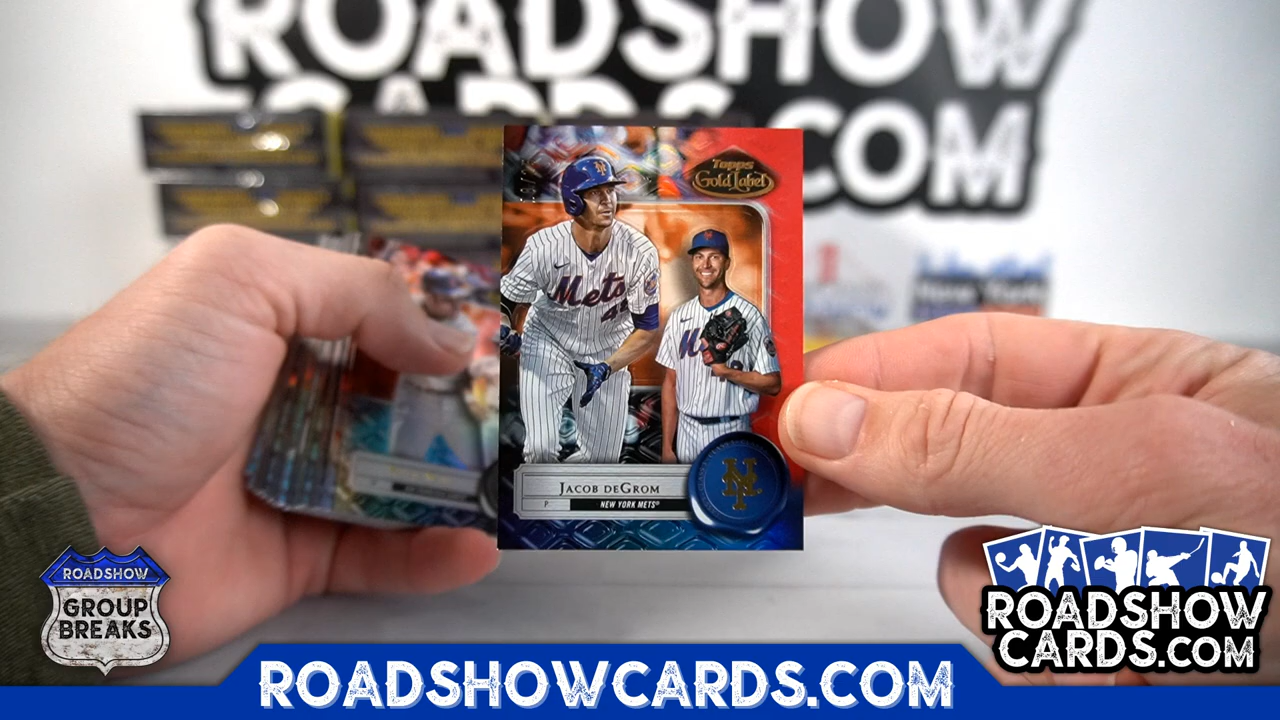 ROADSHOW
CARDS.COM
Topps
Gold Label
Mets
JACOB DEGROM
P
NEW YORK METS®
NY
ROADSHOW
GROUP
BREAKS
ROADSHOW
CARDS.COM
ROADSHOWCARDS.COM